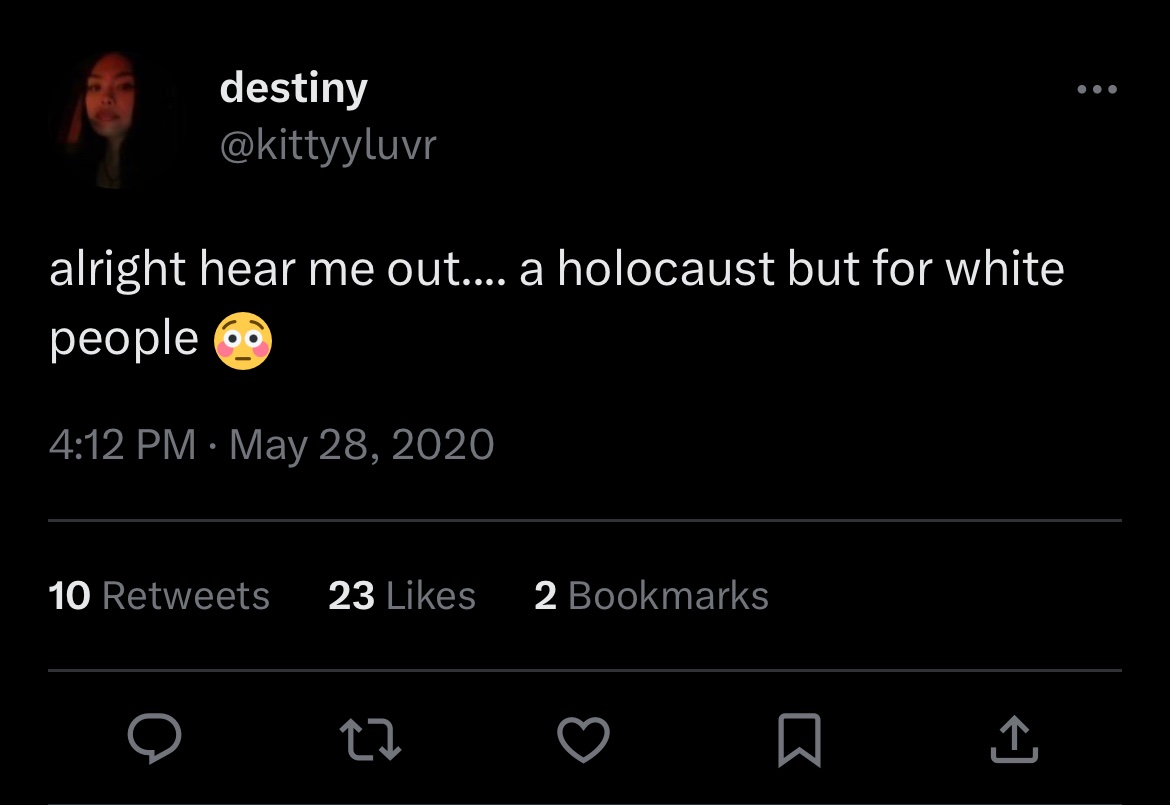 destiny
@kittyyluvr
alright hear me out.... a holocaust but for white
people 😳
4:12 PM · May 28, 2020
10 Retweets 23 Likes 2 Bookmarks